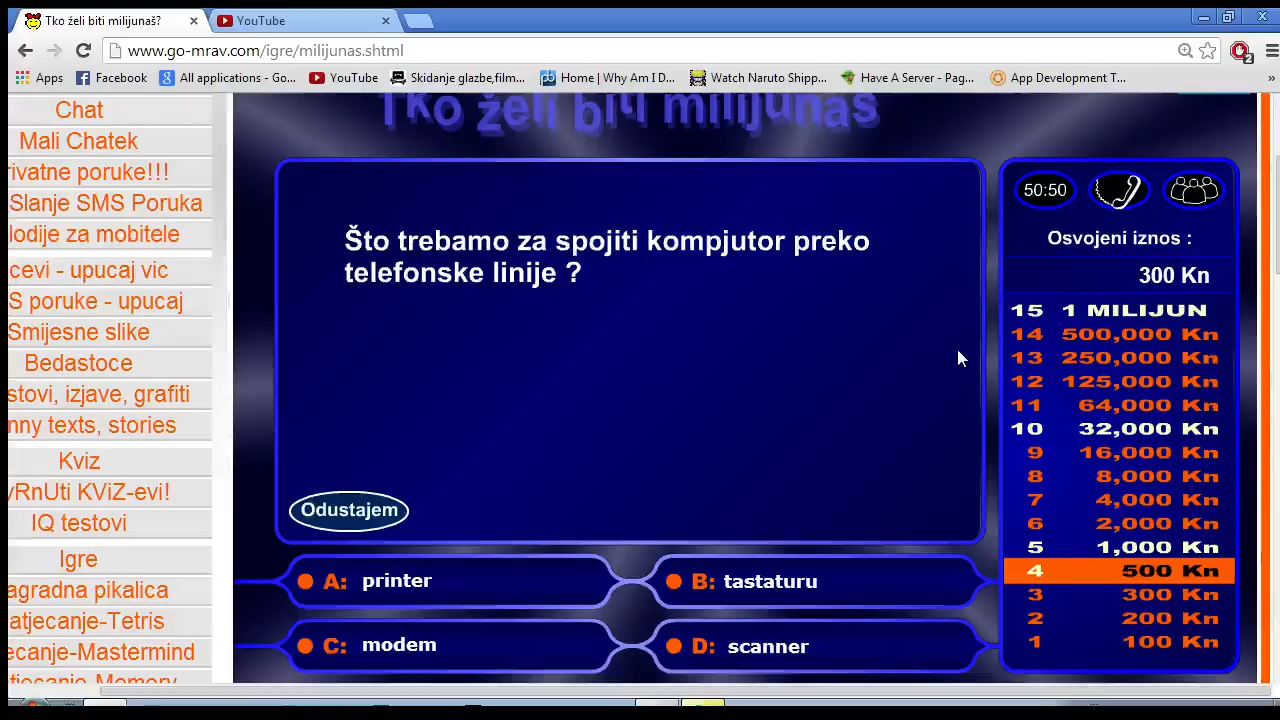 Tko želi biti milijunaš?
YouTube
www.go-mrav.com/igre/milijunas.shtml
Apps
Facebook
All applications - Go...
YouTube
Skidanje glazbe,film...
Home | Why Am I D...
Watch Naruto Shipp...
Have A Server - Pag...
App Development T...
»
2
Chat
Mali Chatek
rivatne poruke!!!
Slanje SMS Poruka
lodije za mobitele
cevi - upucaj vic
S poruke - upucaj
Smijesne slike
Bedastoce
stovi, izjave, grafiti
nny texts, stories
Kviz
vRnUti KViZ-evi!
IQ testovi
Igre
agradna pikalica
atjecanje-Tetris
ecanje-Mastermind
tjecanje-Memory
Tko želi biti milijunaš
Što trebamo za spojiti kompjutor preko
telefonske linije ?
Odustajem
A: printer
B: tastaturu
C: modem
D: scanner
50:50
Osvojeni iznos :
300 Kn
15 1 MILIJUN
14 500,000 Kn
13 250,000 Kn
12 125,000 Kn
11 64,000 Kn
10 32,000 Kn
9 16,000 Kn
8 8,000 Kn
7 4,000 Kn
6 2,000 Kn
5 1,000 Kn
4 500 Kn
3 300 Kn
2 200 Kn
1 100 Kn